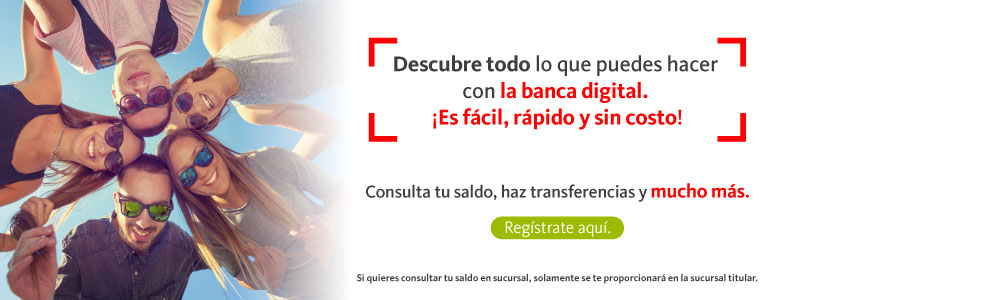 Descubre todo lo que puedes hacer
con la banca digital.
¡Es fácil, rápido y sin costo!
Consulta tu saldo, haz transferencias y mucho más.
Regístrate aquí.
Si quieres consultar tu saldo en sucursal, solamente se te proporcionará en la sucursal titular.